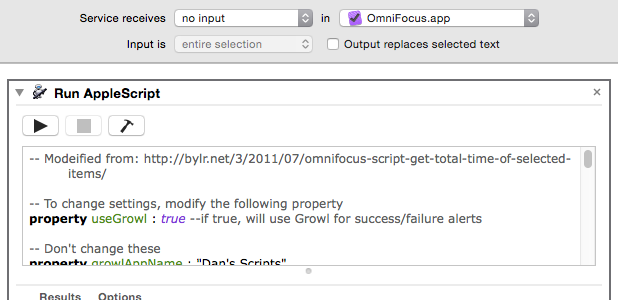 Service receives no input in OmniFocus.app
Input is entire selection Output replaces selected text
Run AppleScript
-- Modeified from: http://bylr.net/3/2011/07/omnifocus-script-get-total-time-of-selected-
items/
-- To change settings, modify the following property
property useGrowl : true --if true, will use Growl for success/failure alerts
-- Don't change these
property growlAppName : "Dan's Scripts"
Results Options